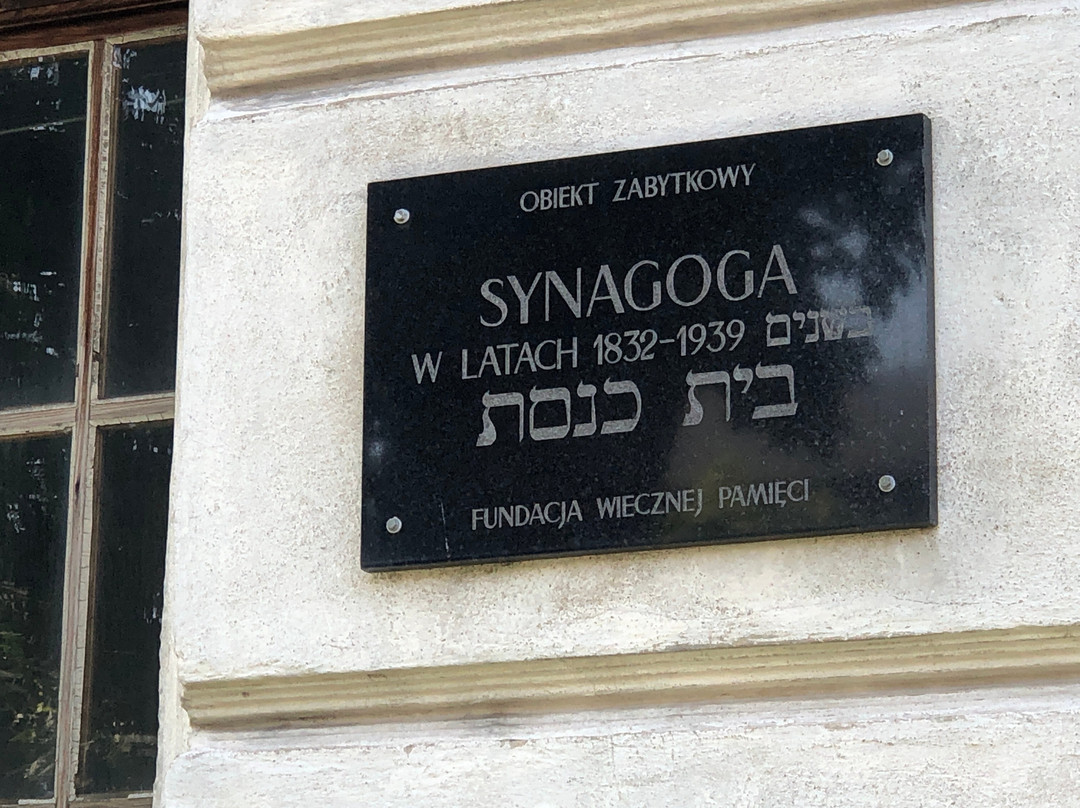 OBIEKT ZABYTKOWY
SYNAGOGA
W LATACH 1832-1939 בשנים
בית כנסת
FUNDACJA WIECZNEJ PAMIĘCI